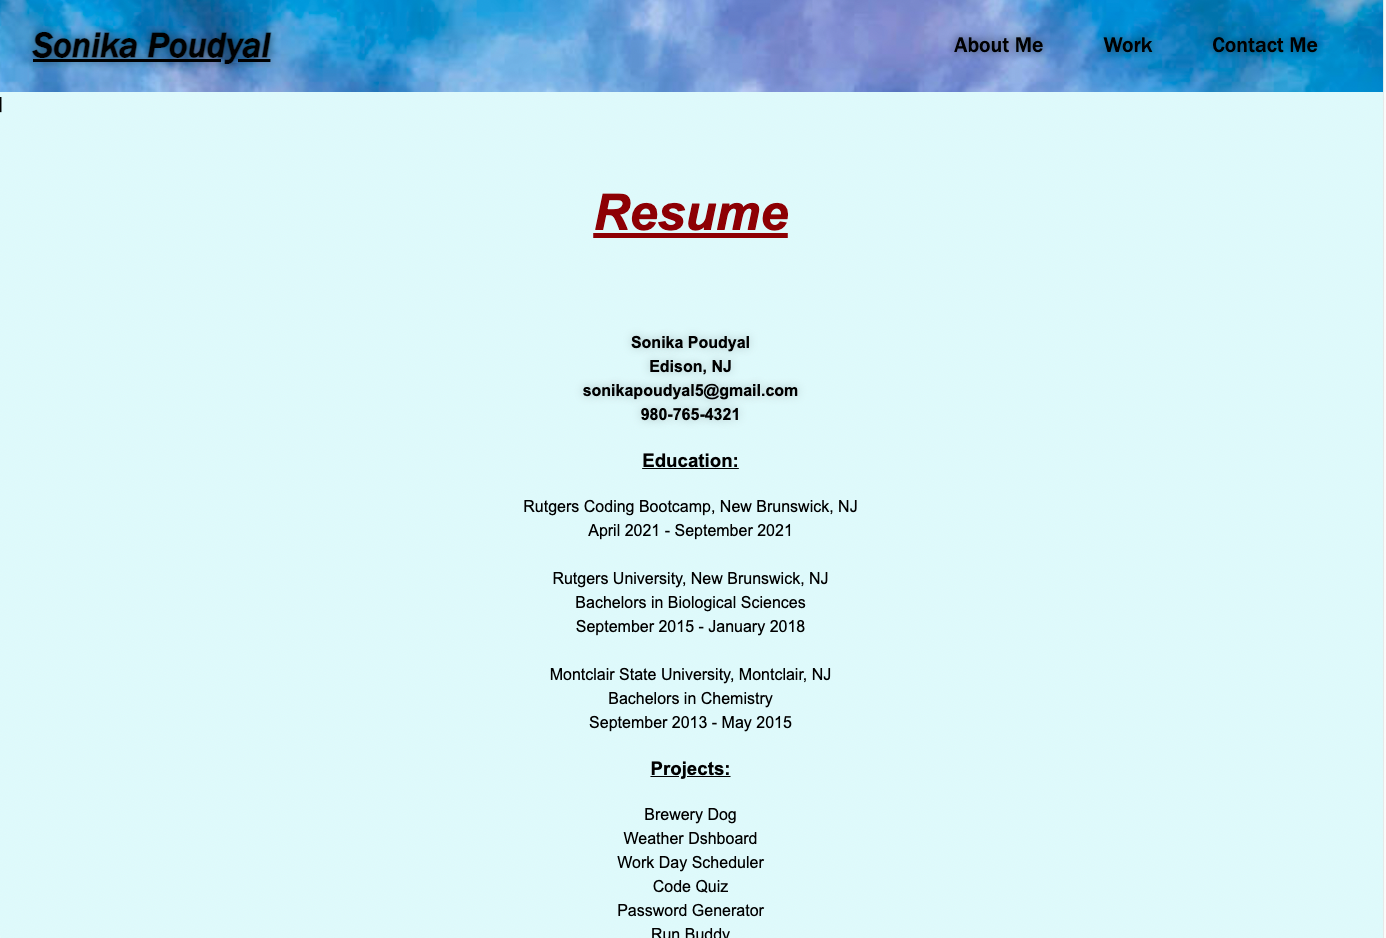 Sonika Poudyal
About Me Work Contact Me
Resume
Sonika Poudyal
Edison, NJ
sonikapoudyal5@gmail.com
980-765-4321
Education:
Rutgers Coding Bootcamp, New Brunswick, NJ
April 2021 - September 2021
Rutgers University, New Brunswick, NJ
Bachelors in Biological Sciences
September 2015 - January 2018
Montclair State University, Montclair, NJ
Bachelors in Chemistry
September 2013 - May 2015
Projects:
Brewery Dog
Weather Dshboard
Work Day Scheduler
Code Quiz
Password Generator
Run Buddy